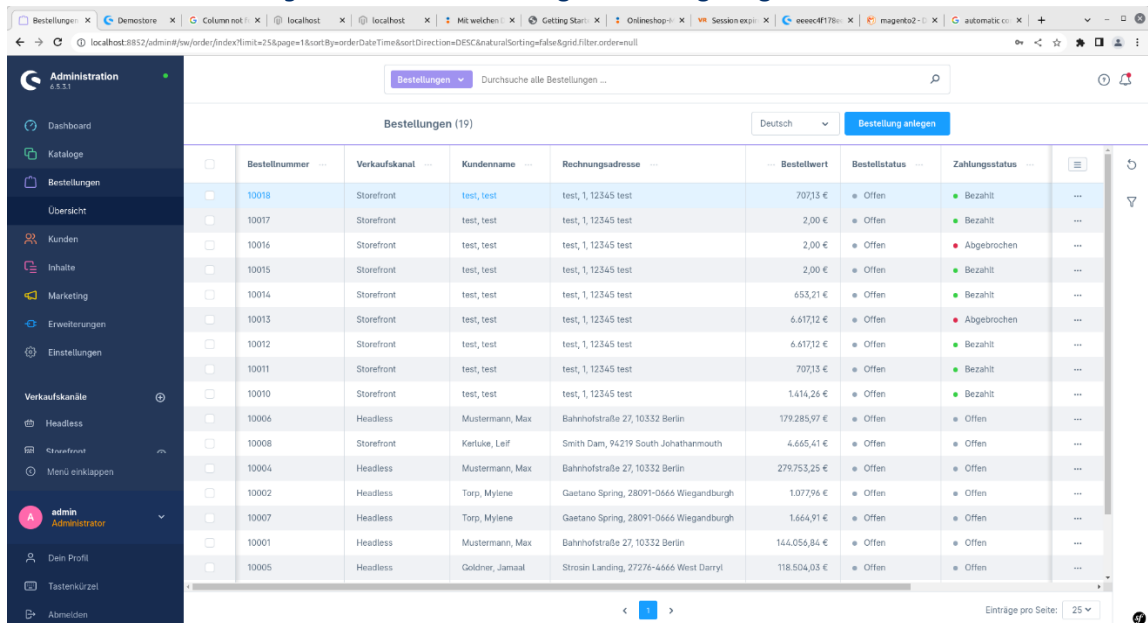 Bestellungen
Demostore
Column not f
localhost
localhost
Mit welchen
Getting Start
Onlineshop-
Session expi
eeeec4f178e
magento2 - D
automatic co
localhost:8852/admin#/sw/order/index?limit=25&page=1&sortBy=orderDateTime&sortDirection=DESC&naturalSorting=false&grid.filter.order=null
Administration
6.5.3.1
Bestellungen
Durchsuche alle Bestellungen ...
Dashboard
Kataloge
Bestellungen
Übersicht
Kunden
Inhalte
Marketing
Erweiterungen
Einstellungen
Verkaufskanäle
Headless
Storefront
Menü einklappen
A
admin
Administrator
Dein Profil
Tastenkürzel
Abmelden
Bestellungen (19)
Deutsch
Bestellung anlegen
Bestellnummer Verkaufskanal Kundenname Rechnungsadresse Bestellwert Bestellstatus Zahlungsstatus
10018 Storefront test, test test, 1, 12345 test 707,13 € Offen Bezahlt
10017 Storefront test, test test, 1, 12345 test 2,00 € Offen Bezahlt
10016 Storefront test, test test, 1, 12345 test 2,00 € Offen Abgebrochen
10015 Storefront test, test test, 1, 12345 test 2,00 € Offen Bezahlt
10014 Storefront test, test test, 1, 12345 test 653,21 € Offen Bezahlt
10013 Storefront test, test test, 1, 12345 test 6.617,12 € Offen Abgebrochen
10012 Storefront test, test test, 1, 12345 test 6.617,12 € Offen Bezahlt
10011 Storefront test, test test, 1, 12345 test 707,13 € Offen Bezahlt
10010 Storefront test, test test, 1, 12345 test 1.414,26 € Offen Bezahlt
10006 Headless Mustermann, Max Bahnhofstraße 27, 10332 Berlin 179.285,97 € Offen Offen
10008 Storefront Kerluke, Leif Smith Dam, 94219 South Johathanmouth 4.665,41 € Offen Offen
10004 Headless Mustermann, Max Bahnhofstraße 27, 10332 Berlin 279.753,25 € Offen Offen
10002 Headless Torp, Mylene Gaetano Spring, 28091-0666 Wiegandburgh 1.077,96 € Offen Offen
10007 Headless Torp, Mylene Gaetano Spring, 28091-0666 Wiegandburgh 1.664,91 € Offen Offen
10001 Headless Mustermann, Max Bahnhofstraße 27, 10332 Berlin 144.056,84 € Offen Offen
10005 Headless Goldner, Jamaal Strosin Landing, 27276-4666 West Darryl 118.504,03 € Offen Offen
1
Einträge pro Seite: 25
sf